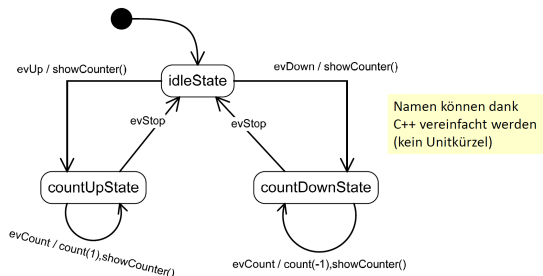 evUp / showCounter()
idleState
evDown / showCounter()
Namen können dank
C++ vereinfacht werden
(kein Unitkürzel)
evStop
evStop
countUpState
countDownState
evCount / count(1),showCounter()
evCount / count(-1),showCounter()